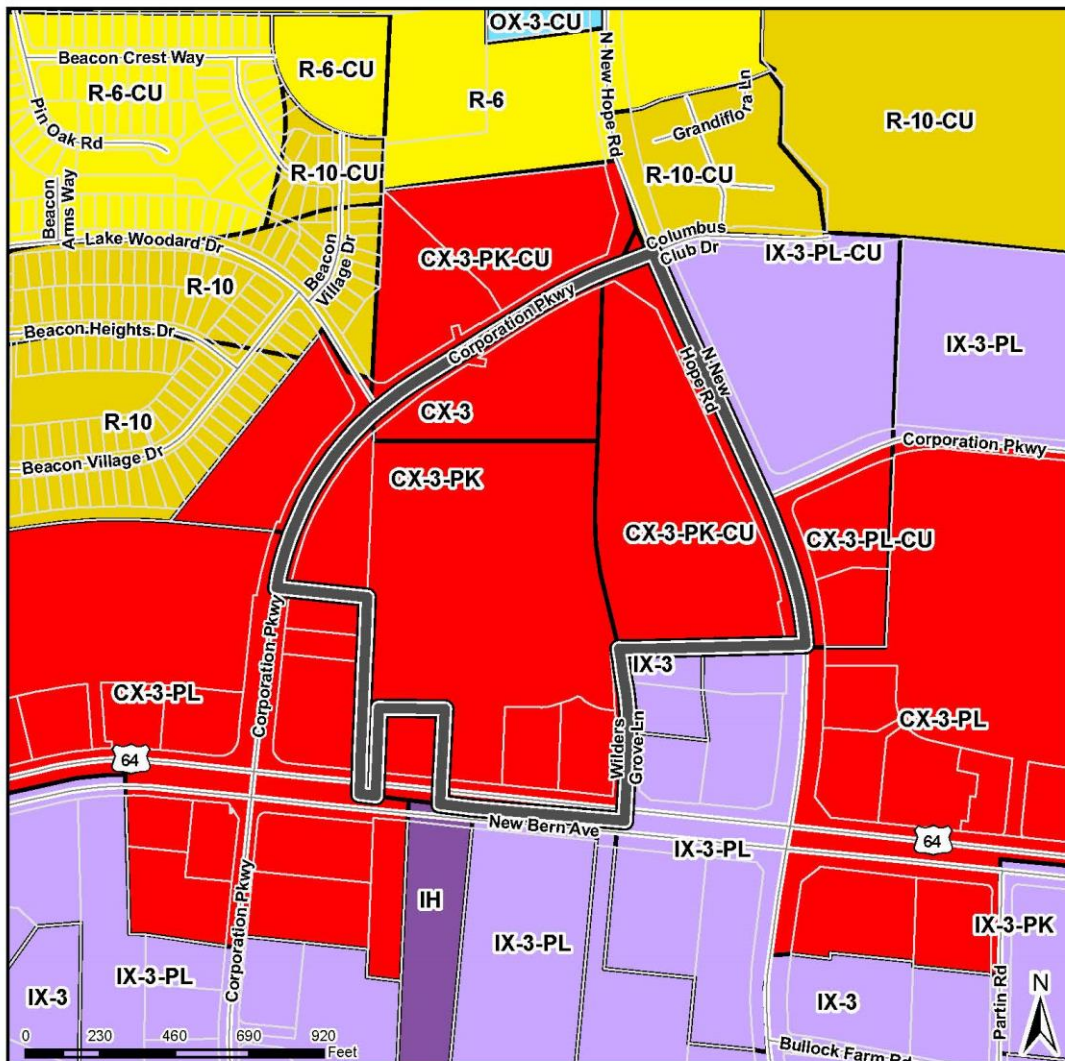 OX-3-CU
Beacon Crest Way
R-6-CU
R-6-CU
Pin Oak Rd
R-6
N New Hope Rd
Grandiflora Ln
R-10-CU
R-10-CU
R-10-CU
Beacon
Arms Way
Lake Woodard Dr
Beacon
Village Dr
CX-3-PK-CU
Columbus
Club Dr
IX-3-PL-CU
R-10
Beacon Heights Dr
Corporation Pkwy
N New
Hope Rd
IX-3-PL
R-10
CX-3
Corporation Pkwy
Beacon Village Dr
CX-3-PK
CX-3-PK-CU
CX-3-PL-CU
Corporation Pkwy
IX-3
CX-3-PL
CX-3-PL
Wilders
Grove Ln
64
New Bern Ave
64
IX-3-PL
IH
IX-3-PK
Corporation Pkwy
IX-3-PL
IX-3-PL
IX-3
IX-3
Partin Rd
N
0 230 460 690 920
Feet
Bullock Farm Rd